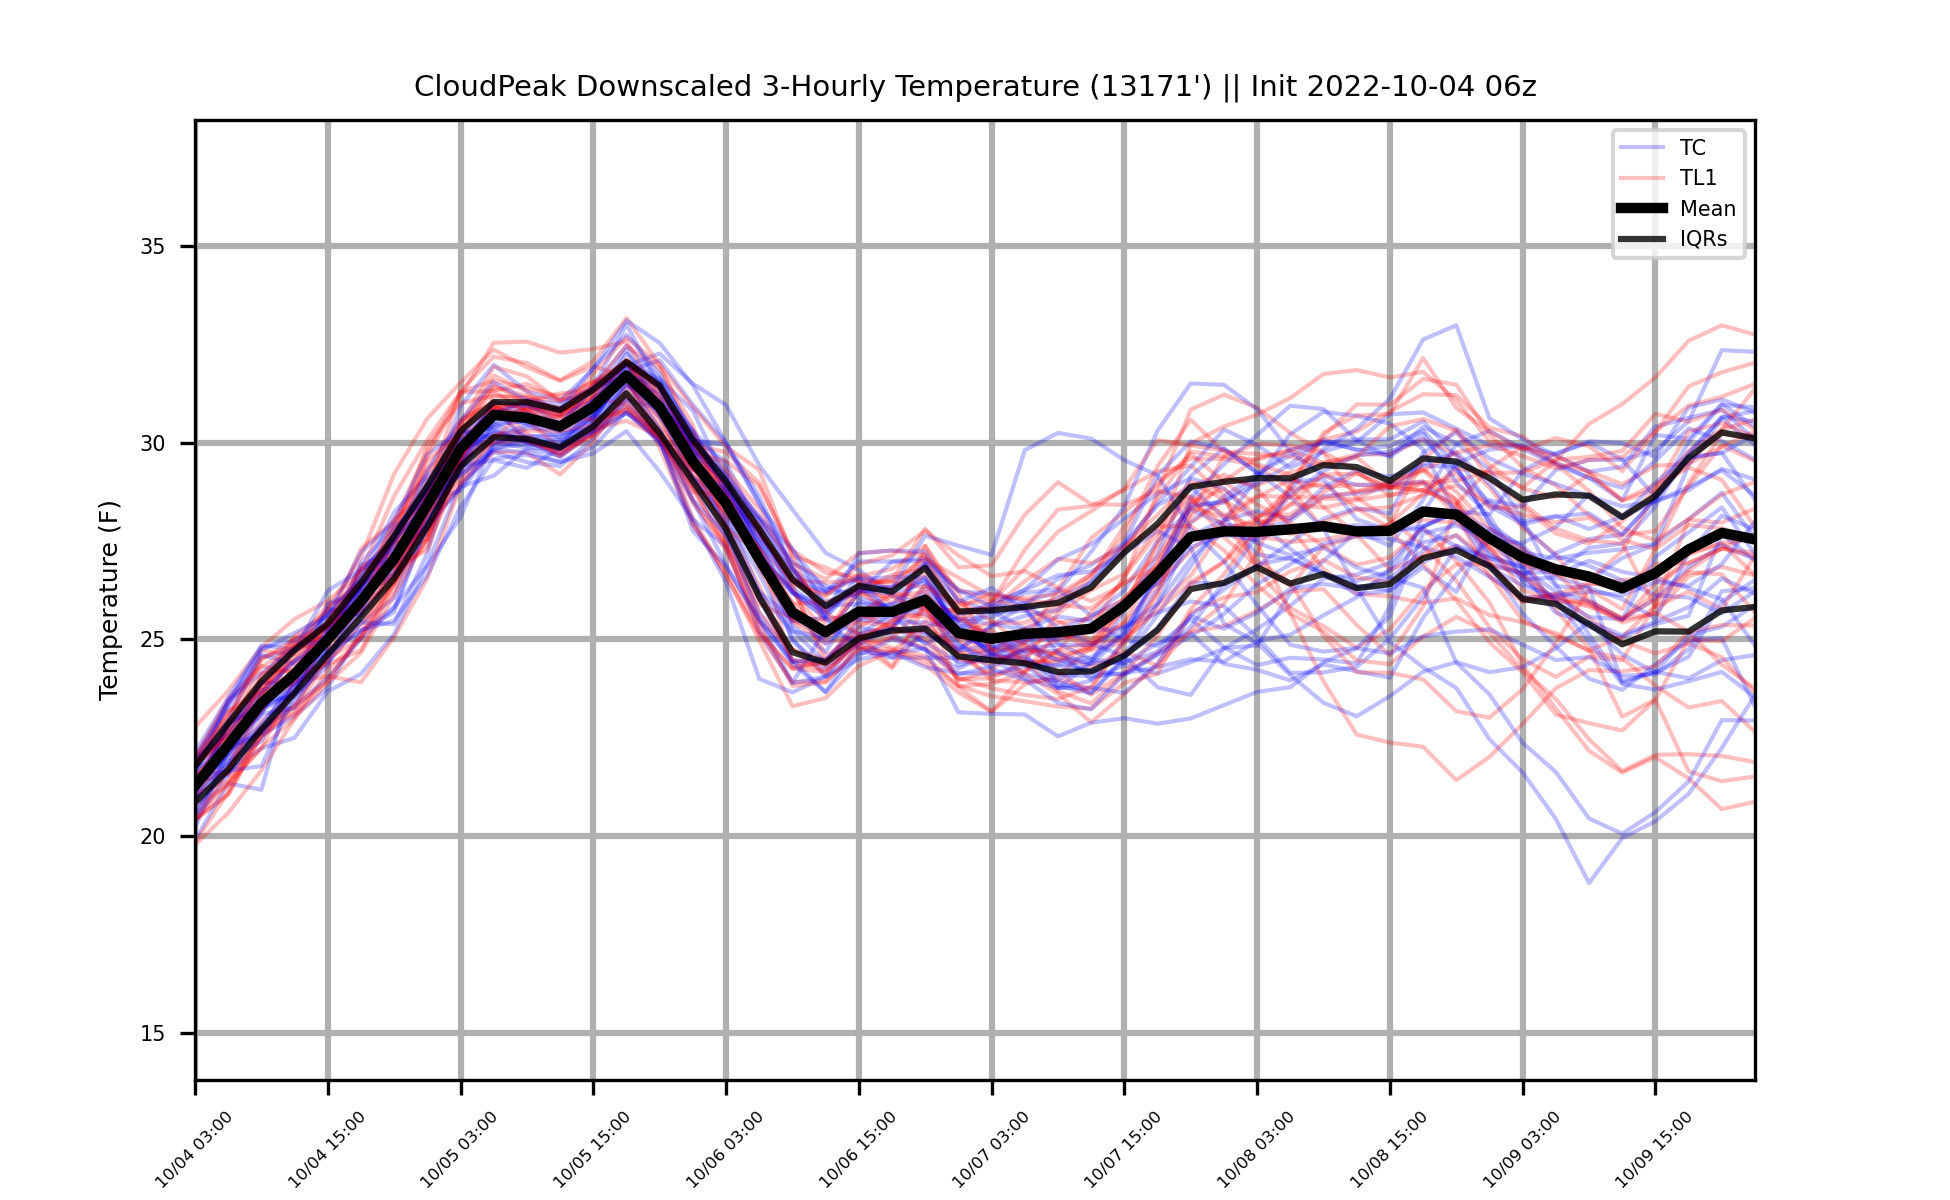 CloudPeak Downscaled 3-Hourly Temperature (13171') || Init 2022-10-04 06z
TC
TL1
Mean
IQRs
Temperature (F)
35
30
25
20
15
10/04 03:00
10/04 15:00
10/05 03:00
10/05 15:00
10/06 03:00
10/06 15:00
10/07 03:00
10/07 15:00
10/08 03:00
10/08 15:00
10/09 03:00
10/09 15:00